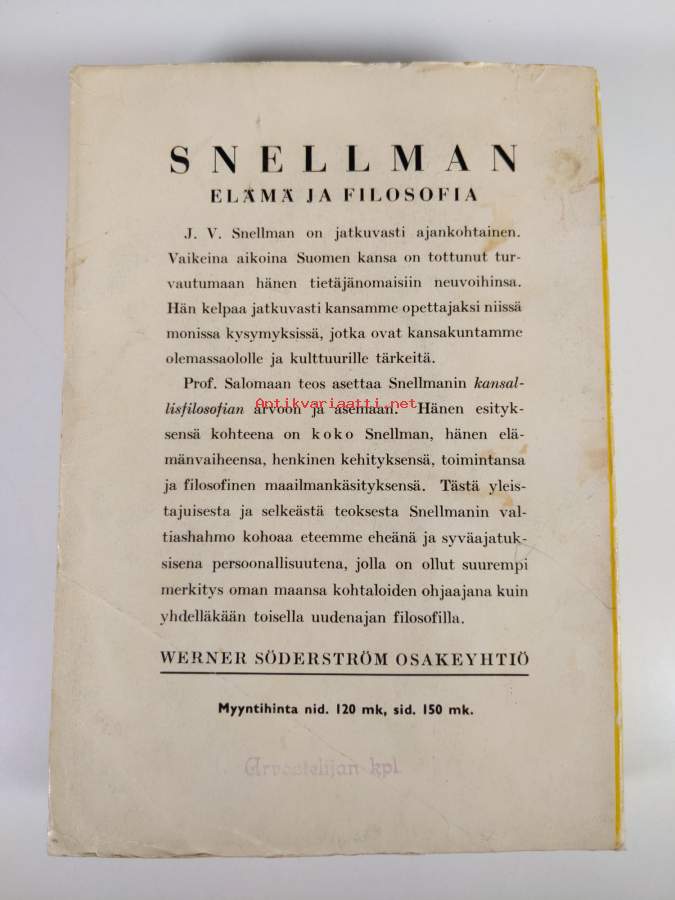 SNELLMAN
ELÄMÄ JA FILOSOFIA
J. V. Snellman on jatkuvasti ajankohtainen.
Vaikeina aikoina Suomen kansa on tottunut tur-
vautumaan hänen tietäjänomaisiin neuvoihinsa.
Hän kelpaa jatkuvasti kansamme opettajaksi niissä
monissa kysymyksissä, jotka ovat kansakuntamme
olemassaololle ja kulttuurille tärkeitä.
Prof. Salomaan teos asettaa Snellmanin kansal-
lisfilosofian arvoon ja asemaan. Hänen esityk-
Antikvariaatti.net
sensä kohteena on koko Snellman, hänen elä-
mänvaiheensa, henkinen kehityksensä, toimintansa
ja filosofinen maailmankäsityksensä. Tästä yleis-
tajuisesta ja selkeästä teoksesta Snellmanin val-
tiashahmo kohoaa eteemme eheänä ja syväajatuk-
sisena persoonallisuutena, jolla on ollut suurempi
merkitys oman maansa kohtaloiden ohjaajana kuin
yhdelläkään toisella uudenajan filosofilla.
WERNER SÖDERSTRÖM OSAKEYHTIÖ
Myyntihinta nid. 120 mk, sid. 150 mk.
Arvostelijan kpl